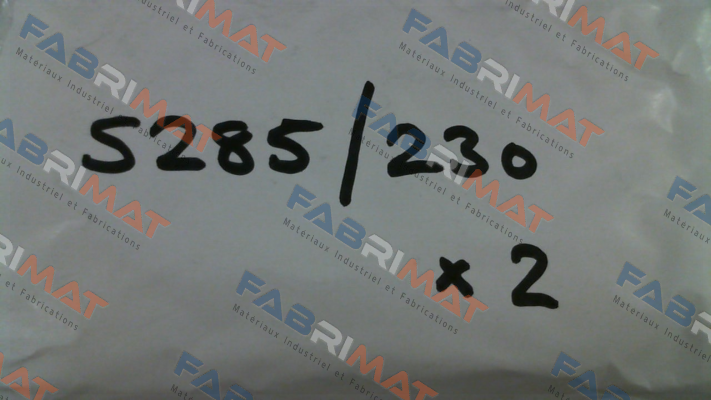 S285/230
x 2
FABRIMAT
Materiaux Industriel et Fabrications